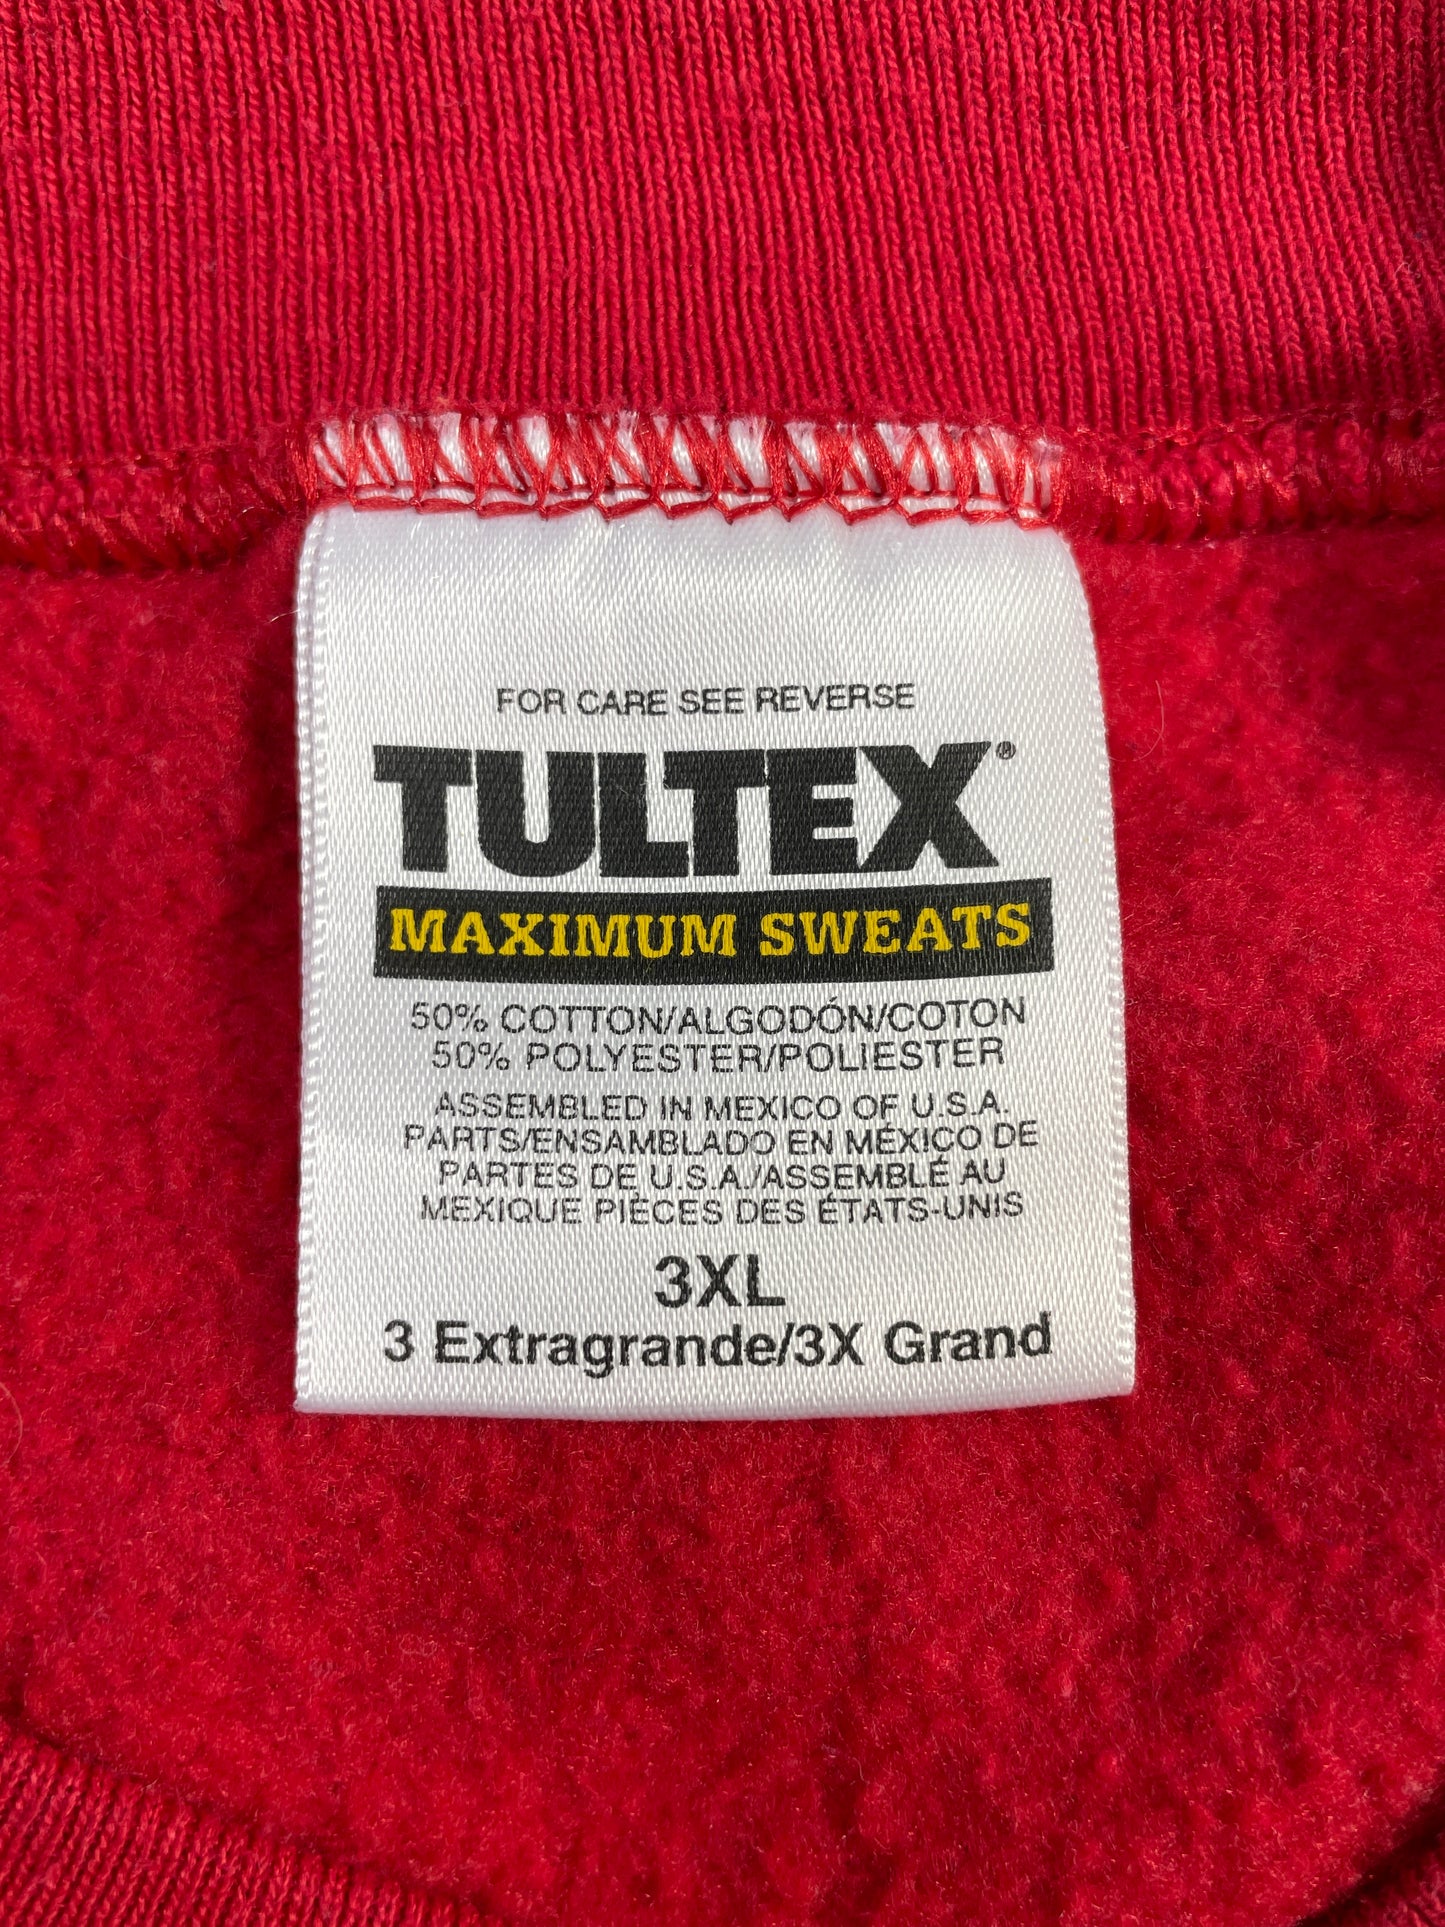 FOR CARE SEE REVERSE
TULTEX®
MAXIMUM SWEATS
50% COTTON/ALGODÓN/COTON
50% POLYESTER/POLIESTER
ASSEMBLED IN MEXICO OF U.S.A.
PARTS/ENSAMBLADO EN MÉXICO DE
PARTES DE U.S.A./ASSEMBLÉ AU
MEXIQUE PIÈCES DES ÉTATS-UNIS
3XL
3 Extragrande/3X Grand